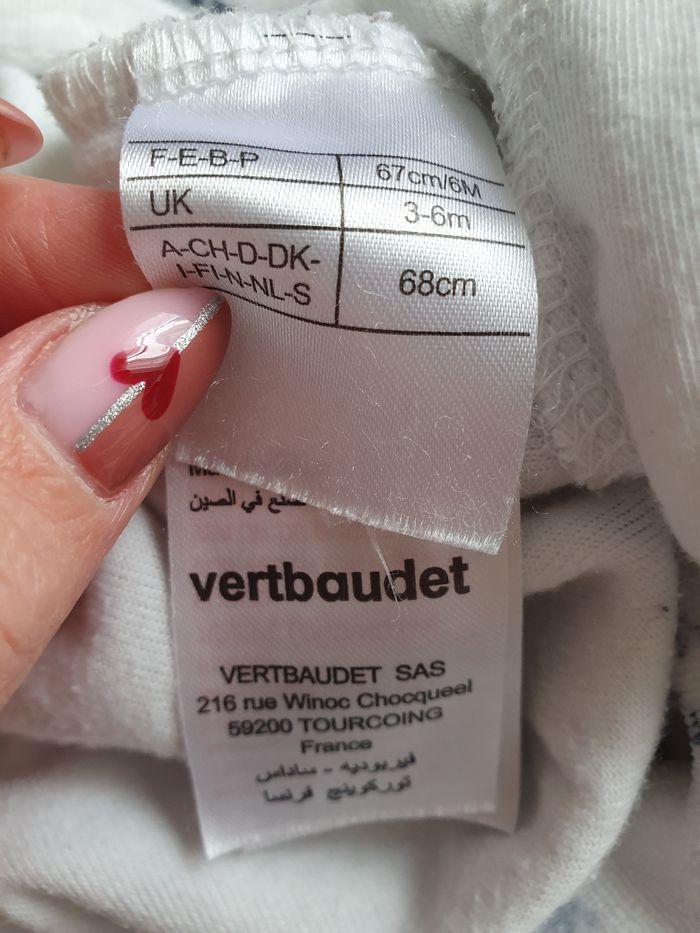 F-E-B-P 67cm/6M
UK 3-6m
A-CH-D-DK-
I-FI-N-NL-S 68cm
صنع في الصين
vertbaudet
VERTBAUDET SAS
216 rue Winoc Chocqueel
59200 TOURCOING
France
فيربوديه - ساداس
توركوينج فرنسا